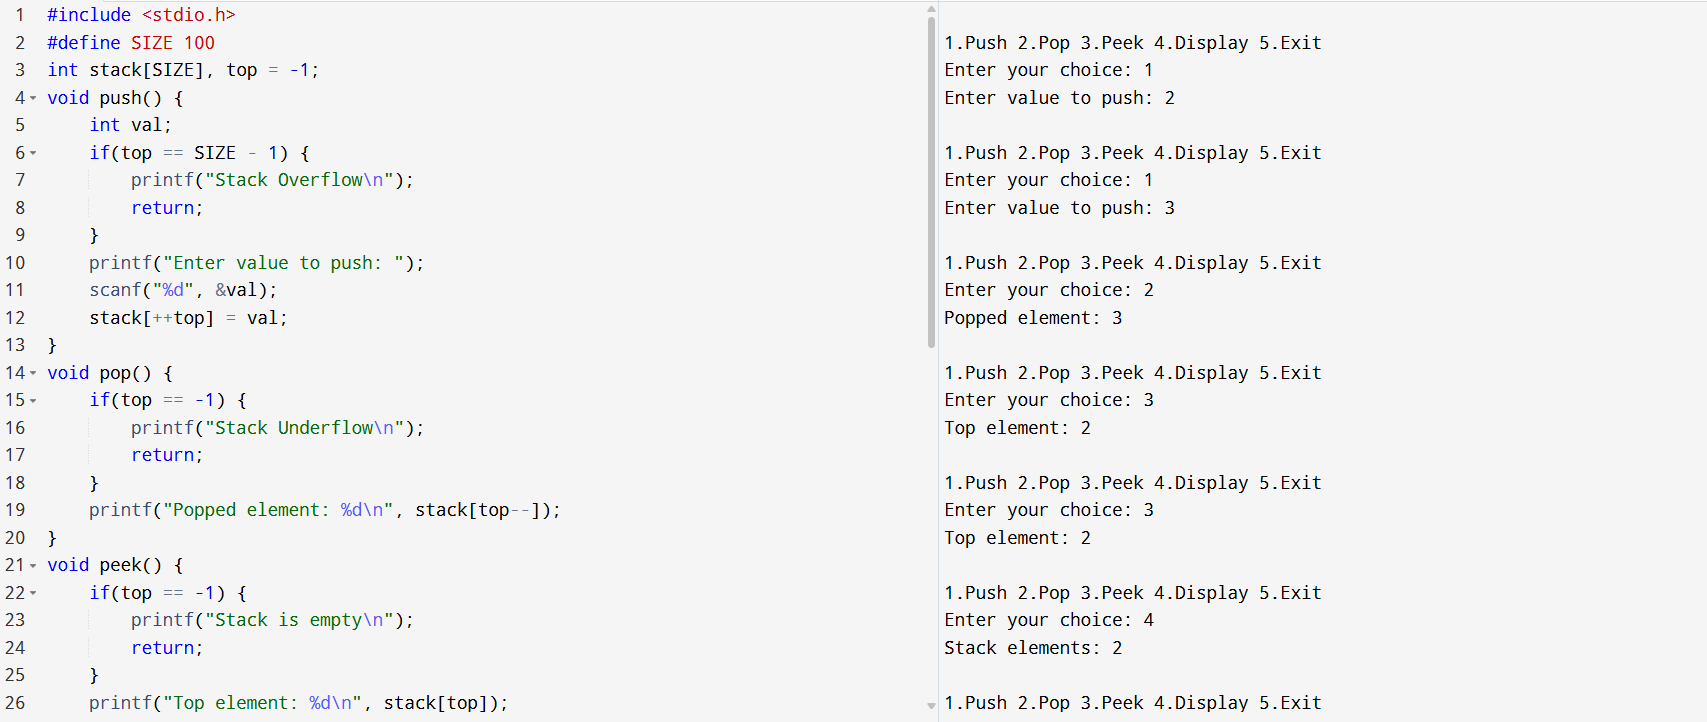 1 #include <stdio.h>
2 #define SIZE 100
3 int stack[SIZE], top = -1;
4 void push() {
5     int val;
6     if(top == SIZE - 1) {
7         printf("Stack Overflow\n");
8         return;
9     }
10     printf("Enter value to push: ");
11     scanf("%d", &val);
12     stack[++top] = val;
13 }
14 void pop() {
15     if(top == -1) {
16         printf("Stack Underflow\n");
17         return;
18     }
19     printf("Popped element: %d\n", stack[top--]);
20 }
21 void peek() {
22     if(top == -1) {
23         printf("Stack is empty\n");
24         return;
25     }
26     printf("Top element: %d\n", stack[top]);
1.Push 2.Pop 3.Peek 4.Display 5.Exit
Enter your choice: 1
Enter value to push: 2
1.Push 2.Pop 3.Peek 4.Display 5.Exit
Enter your choice: 1
Enter value to push: 3
1.Push 2.Pop 3.Peek 4.Display 5.Exit
Enter your choice: 2
Popped element: 3
1.Push 2.Pop 3.Peek 4.Display 5.Exit
Enter your choice: 3
Top element: 2
1.Push 2.Pop 3.Peek 4.Display 5.Exit
Enter your choice: 3
Top element: 2
1.Push 2.Pop 3.Peek 4.Display 5.Exit
Enter your choice: 4
Stack elements: 2
1.Push 2.Pop 3.Peek 4.Display 5.Exit